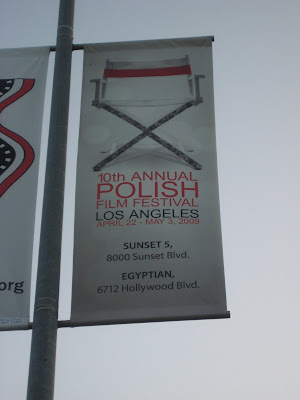 10th ANNUAL
POLISH
FILM FESTIVAL
LOS ANGELES
APRIL 22 - MAY 3, 2009
SUNSET 5,
8000 Sunset Blvd.
EGYPTIAN,
6712 Hollywood Blvd.
.org